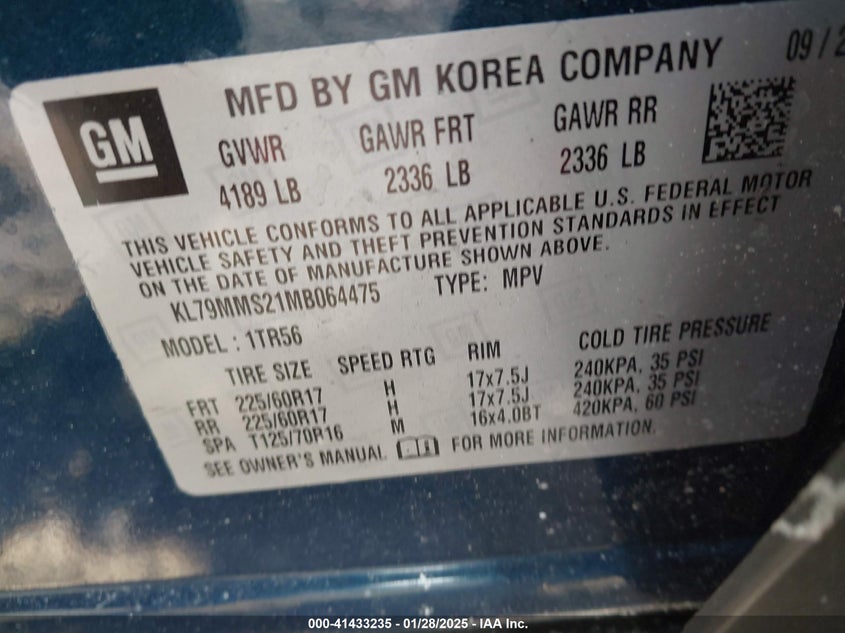 MFD BY GM KOREA COMPANY 09/2
GM
GVWR GAWR FRT GAWR RR
4189 LB 2336 LB 2336 LB
THIS VEHICLE CONFORMS TO ALL APPLICABLE U.S. FEDERAL MOTOR
VEHICLE SAFETY AND THEFT PREVENTION STANDARDS IN EFFECT
ON THE DATE OF MANUFACTURE SHOWN ABOVE.
KL79MMS21MB064475 TYPE: MPV
MODEL: 1TR56
TIRE SIZE SPEED RTG RIM COLD TIRE PRESSURE
FRT 225/60R17 H 17x7.5J 240KPA, 35 PSI
RR 225/60R17 H 17x7.5J 240KPA, 35 PSI
SPA T125/70R16 M 16x4.0BT 420KPA, 60 PSI
SEE OWNER'S MANUAL FOR MORE INFORMATION.
000-41433235 - 01/28/2025 - IAA Inc.